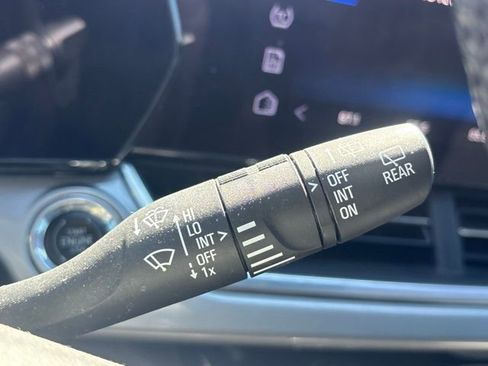 HI
LO
INT >
OFF
1x
> OFF
INT
ON
REAR